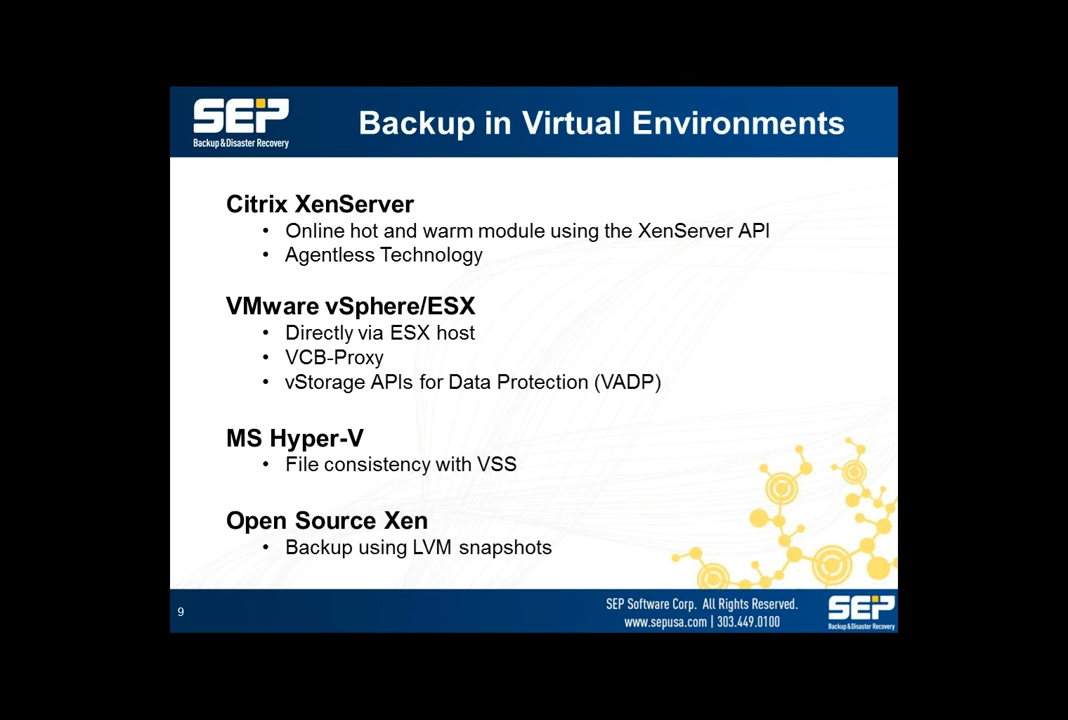 SEP
Backup & Disaster Recovery
Backup in Virtual Environments
Citrix XenServer
• Online hot and warm module using the XenServer API
• Agentless Technology
VMware vSphere/ESX
• Directly via ESX host
• VCB-Proxy
• vStorage APIs for Data Protection (VADP)
MS Hyper-V
• File consistency with VSS
Open Source Xen
• Backup using LVM snapshots
9
SEP Software Corp. All Rights Reserved.
www.sepusa.com | 303.449.0100
SEP
Backup & Disaster Recovery